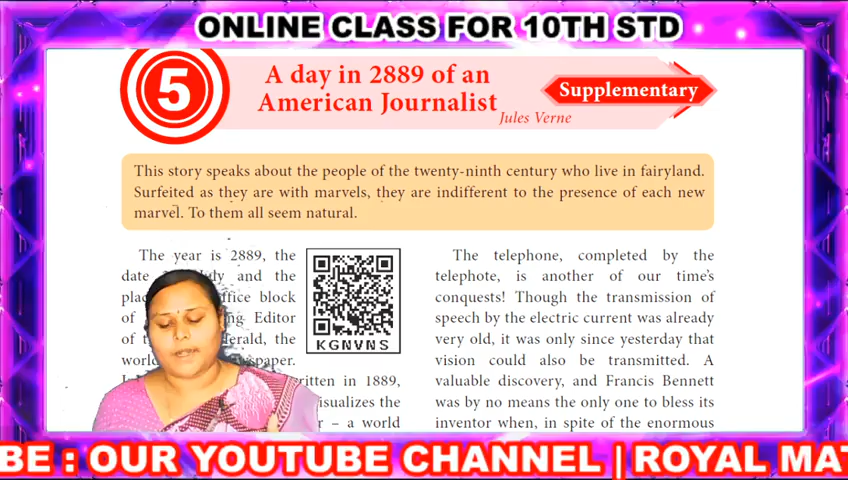 ONLINE CLASS FOR 10TH STD
5
A day in 2889 of an
American Journalist
Jules Verne
Supplementary
This story speaks about the people of the twenty-ninth century who live in fairyland.
Surfeited as they are with marvels, they are indifferent to the presence of each new
marvel. To them all seem natural.
The year is 2889, the
date July and the
office block
of Editor
of the
world
KGNVNS
written in 1889,
visualizes the
– a world
The telephone, completed by the
telephote, is another of our time's
conquests! Though the transmission of
speech by the electric current was already
very old, it was only since yesterday that
vision could also be transmitted. A
valuable discovery, and Francis Bennett
was by no means the only one to bless its
inventor when, in spite of the enormous
BE : OUR YOUTUBE CHANNEL | ROYAL